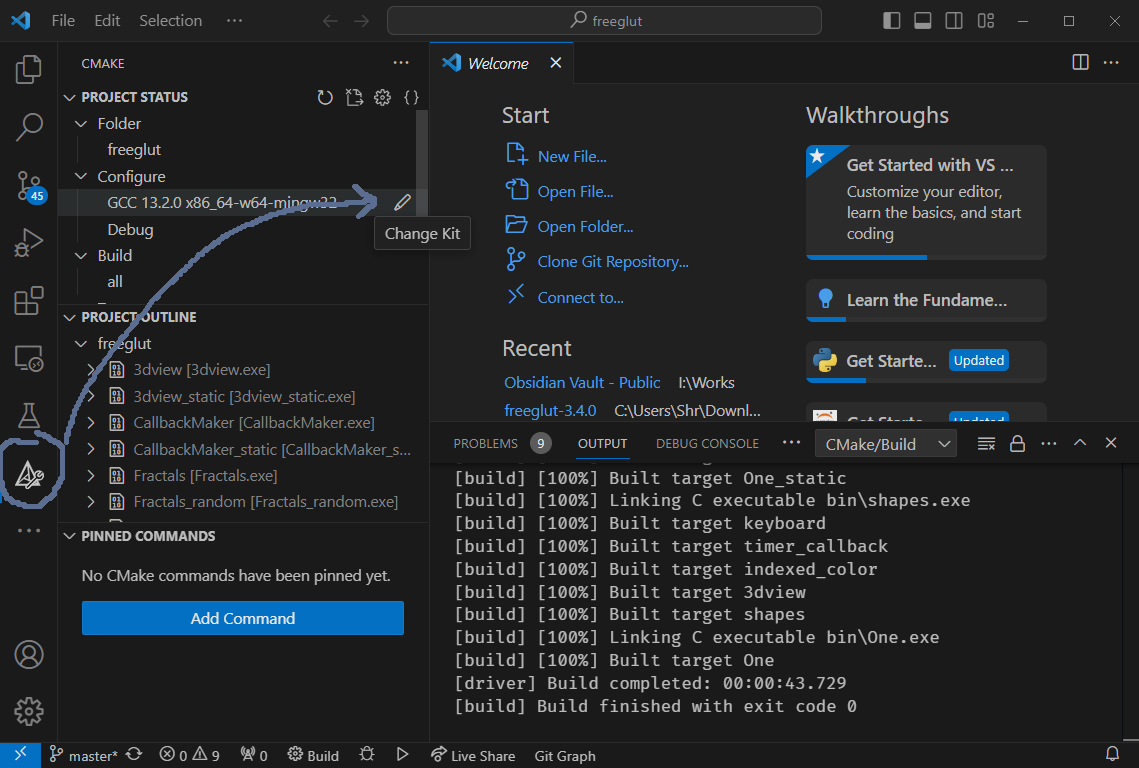 File Edit Selection ···
freeglut
CMAKE
PROJECT STATUS
Folder
freeglut
Configure
GCC 13.2.0 x86_64-w64-mingw32
Change Kit
Debug
Build
all
PROJECT OUTLINE
freeglut
3dview [3dview.exe]
3dview_static [3dview_static.exe]
CallbackMaker [CallbackMaker.exe]
CallbackMaker_static [CallbackMaker_s...
Fractals [Fractals.exe]
Fractals_random [Fractals_random.exe]
PINNED COMMANDS
No CMake commands have been pinned yet.
Add Command
45
Welcome
Start
New File...
Open File...
Open Folder...
Clone Git Repository...
Connect to...
Recent
Obsidian Vault - Public I:\Works
freeglut-3.4.0 C:\Users\Shr\Downl...
Walkthroughs
Get Started with VS ...
Customize your editor,
learn the basics, and start
coding
Learn the Fundame...
Get Starte... Updated
Get Starte... Updated
PROBLEMS 9 OUTPUT DEBUG CONSOLE ··· CMake/Build
[build] [100%] Built target One_static
[build] [100%] Linking C executable bin\shapes.exe
[build] [100%] Built target keyboard
[build] [100%] Built target timer_callback
[build] [100%] Built target indexed_color
[build] [100%] Built target 3dview
[build] [100%] Built target shapes
[build] [100%] Linking C executable bin\One.exe
[build] [100%] Built target One
[driver] Build completed: 00:00:43.729
[build] Build finished with exit code 0
master* 0 9 0 Build Live Share Git Graph